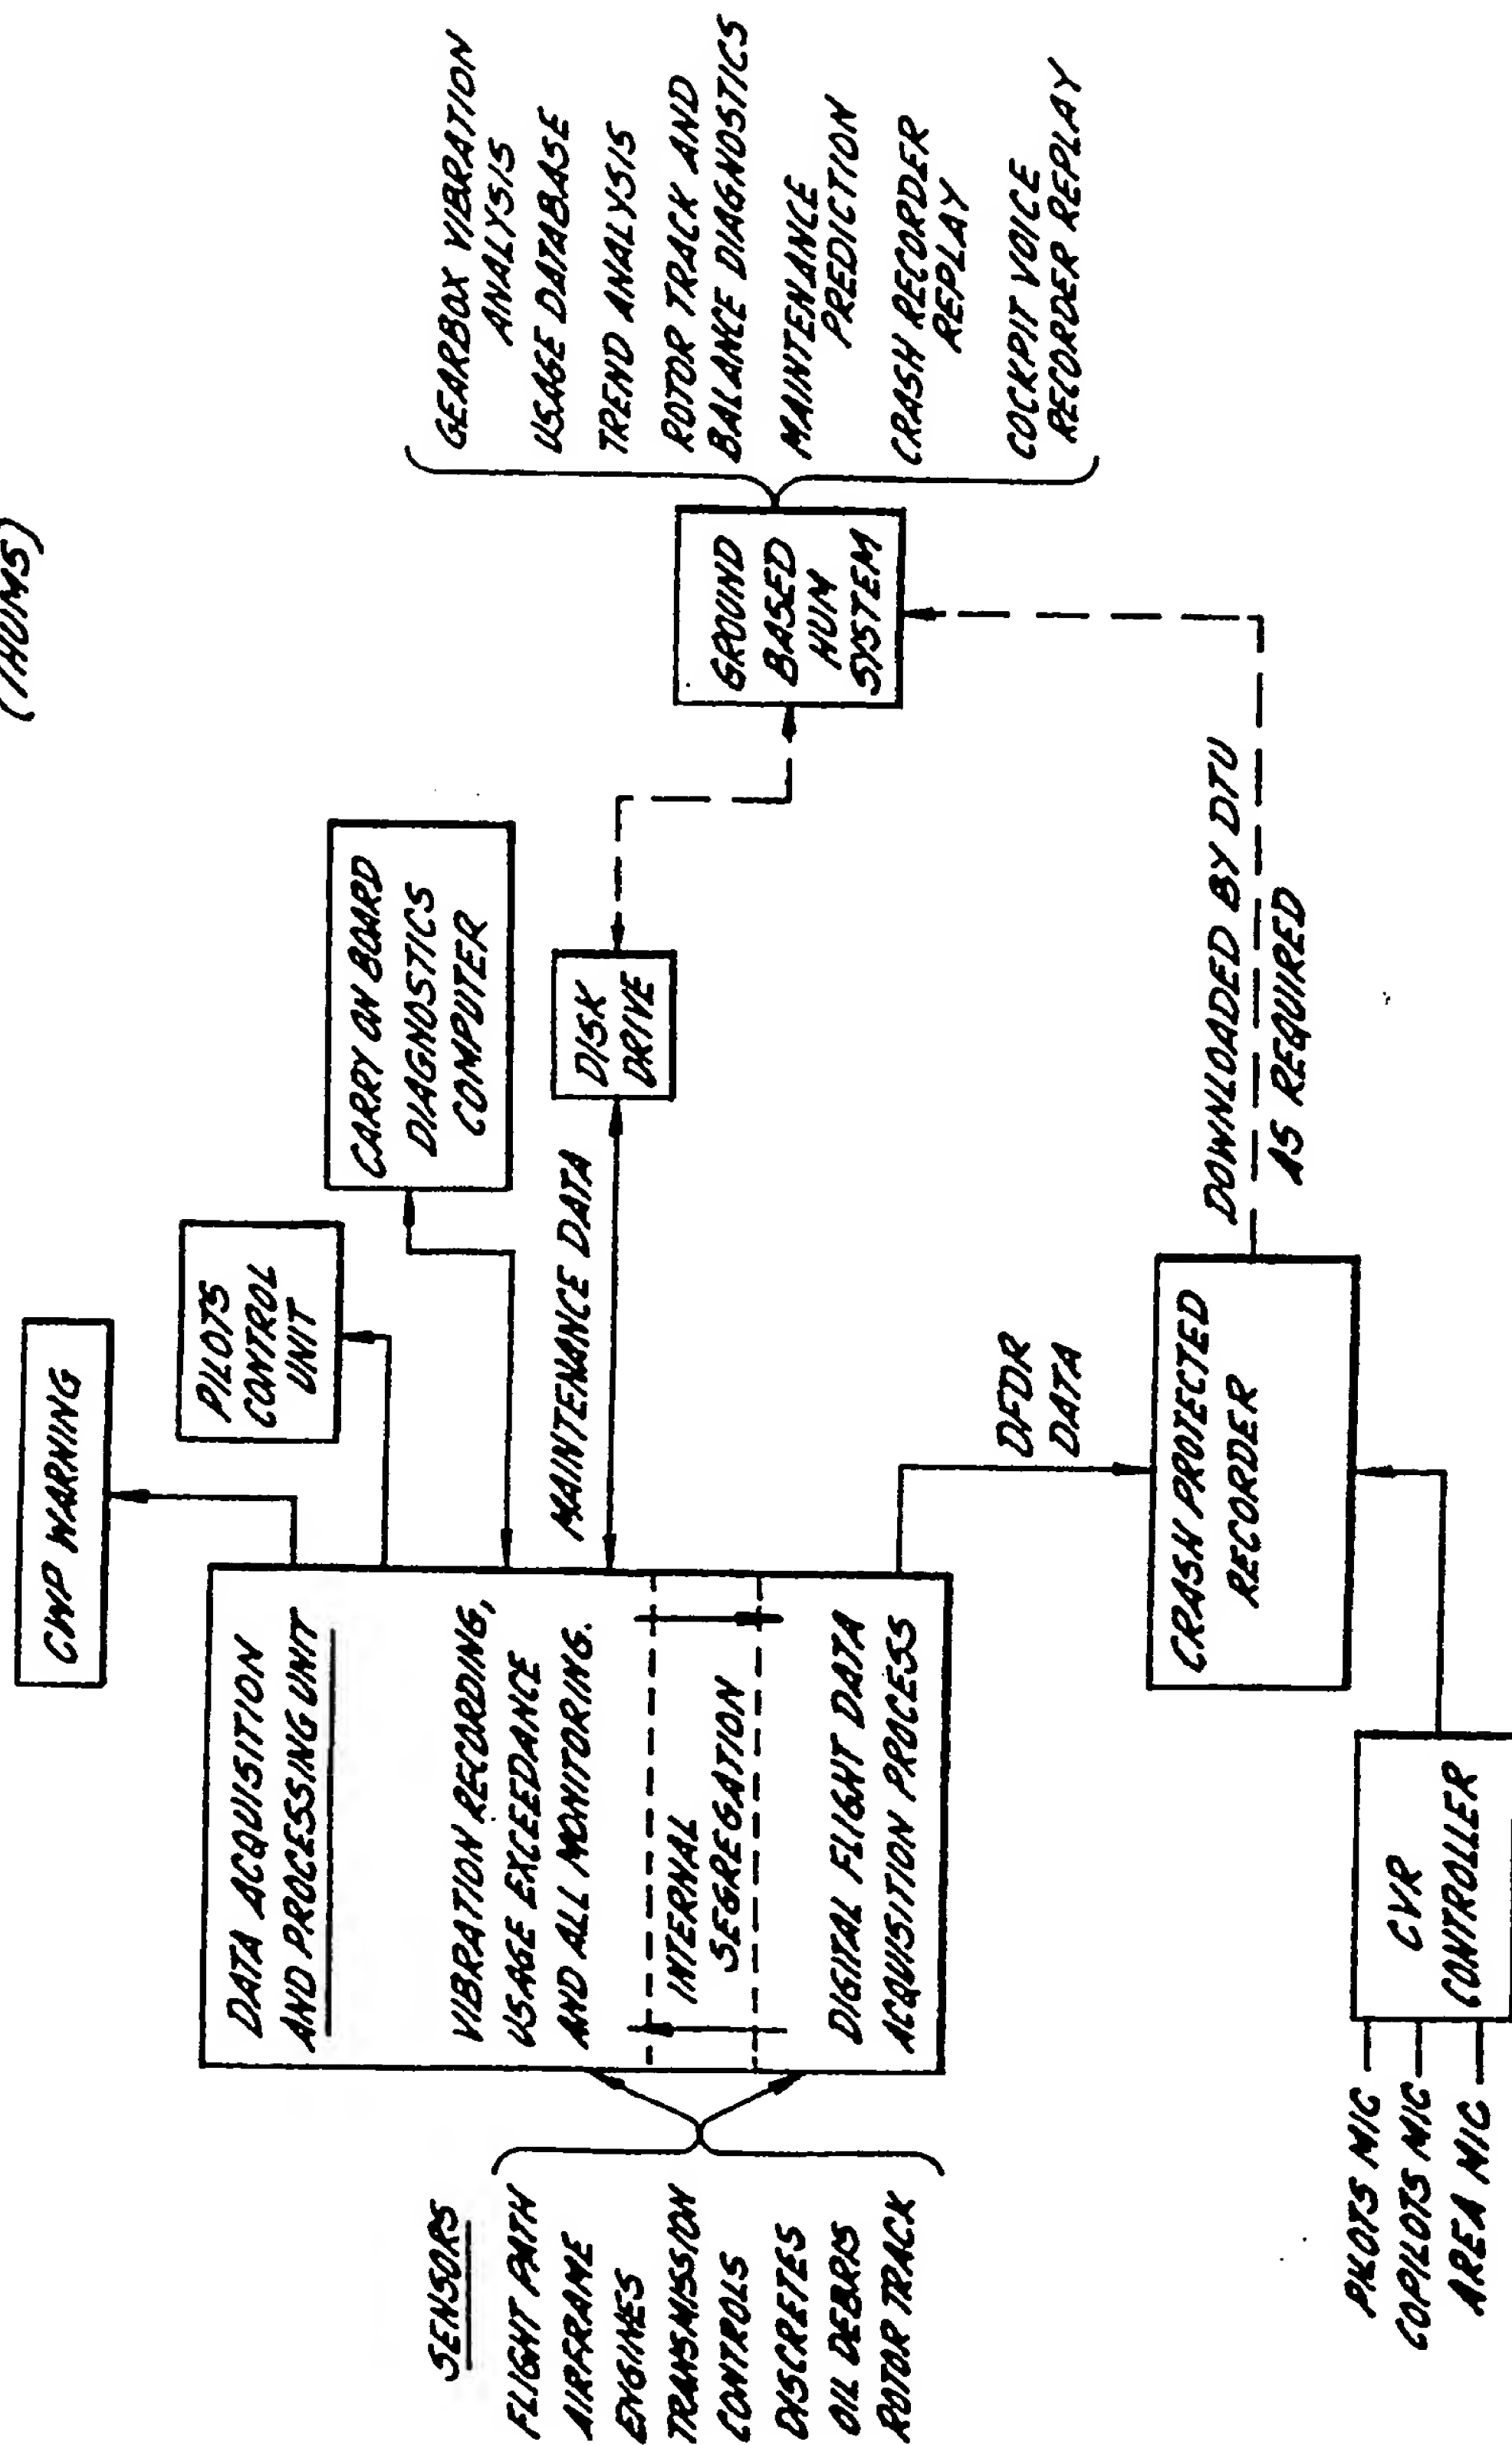 (THUMS)
CWP WARNING
PILOTS
CONTROL
UNIT
CARRY ON BOARD
DIAGNOSTICS
COMPUTER
DATA ACQUISITION
AND PROCESSING UNIT
VIBRATION RECORDING,
USAGE EXCEEDANCE
AND ALL MONITORING.
INTERNAL
SEGREGATION
DIGITAL FLIGHT DATA
ACQUISITION PROCESS
MAINTENANCE DATA
DISK
DRIVE
GROUND
BASED
HUM
SYSTEM
GEARBOX VIBRATION
ANALYSIS
USAGE DATABASE
TREND ANALYSIS
ROTOR TRACK AND
BALANCE DIAGNOSTICS
MAINTENANCE
PREDICTION
CRASH RECORDER
REPLAY
COCKPIT VOICE
RECORDER REPLAY
SENSORS
FLIGHT PATH
AIRFRAME
ENGINES
TRANSMISSION
CONTROLS
DISCRETES
OIL DEBRIS
ROTOR TRACK
DFDR
DATA
CRASH PROTECTED
RECORDER
DOWNLOADED BY DTU
AS REQUIRED
PILOTS MIC
COPILOTS MIC
AREA MIC
CVR
CONTROLLER